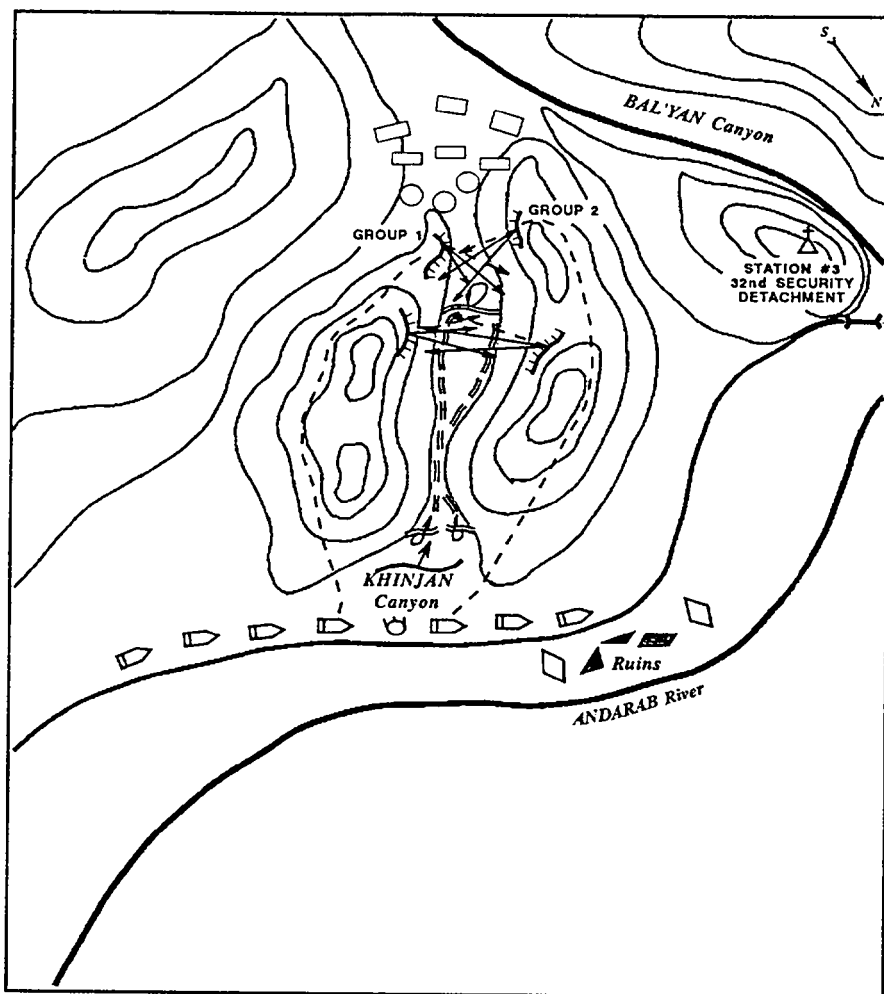 S
N
BAL'YAN Canyon
GROUP 2
GROUP 1
STATION #3
32nd SECURITY
DETACHMENT
KHINJAN
Canyon
Ruins
ANDARAB River